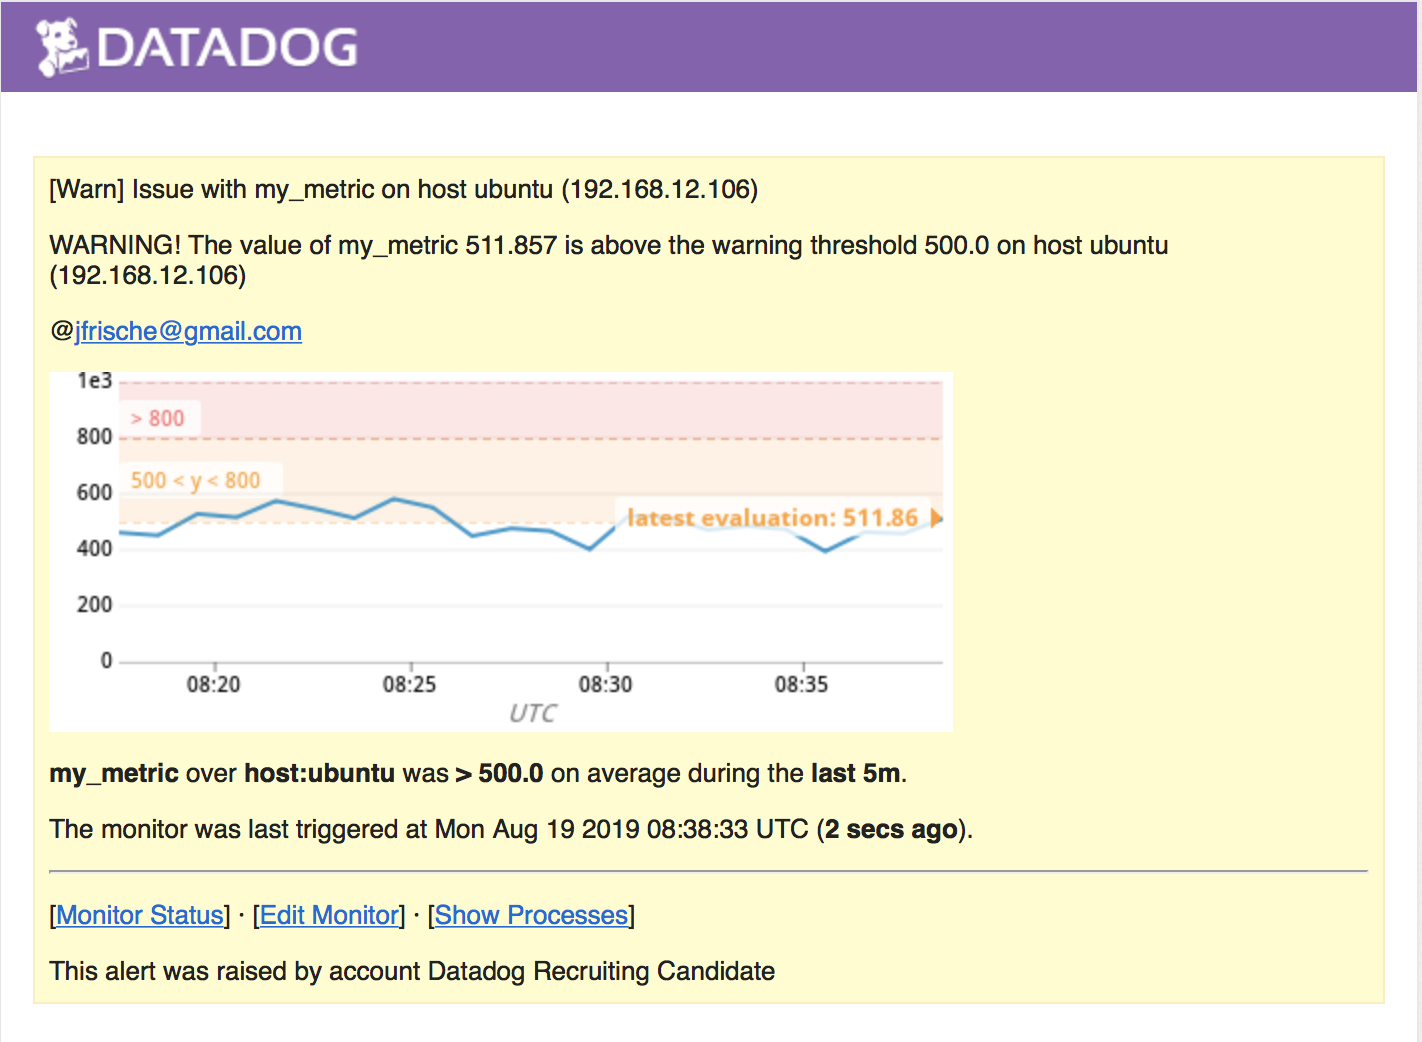 DATADOG
[Warn] Issue with my_metric on host ubuntu (192.168.12.106)
WARNING! The value of my_metric 511.857 is above the warning threshold 500.0 on host ubuntu
(192.168.12.106)
@jfrische@gmail.com
1e3
> 800
800
500 < y < 800
600
latest evaluation: 511.86
400
200
0
08:20 08:25 08:30 08:35
UTC
my_metric over host:ubuntu was > 500.0 on average during the last 5m.
The monitor was last triggered at Mon Aug 19 2019 08:38:33 UTC (2 secs ago).
[Monitor Status] · [Edit Monitor] · [Show Processes]
This alert was raised by account Datadog Recruiting Candidate